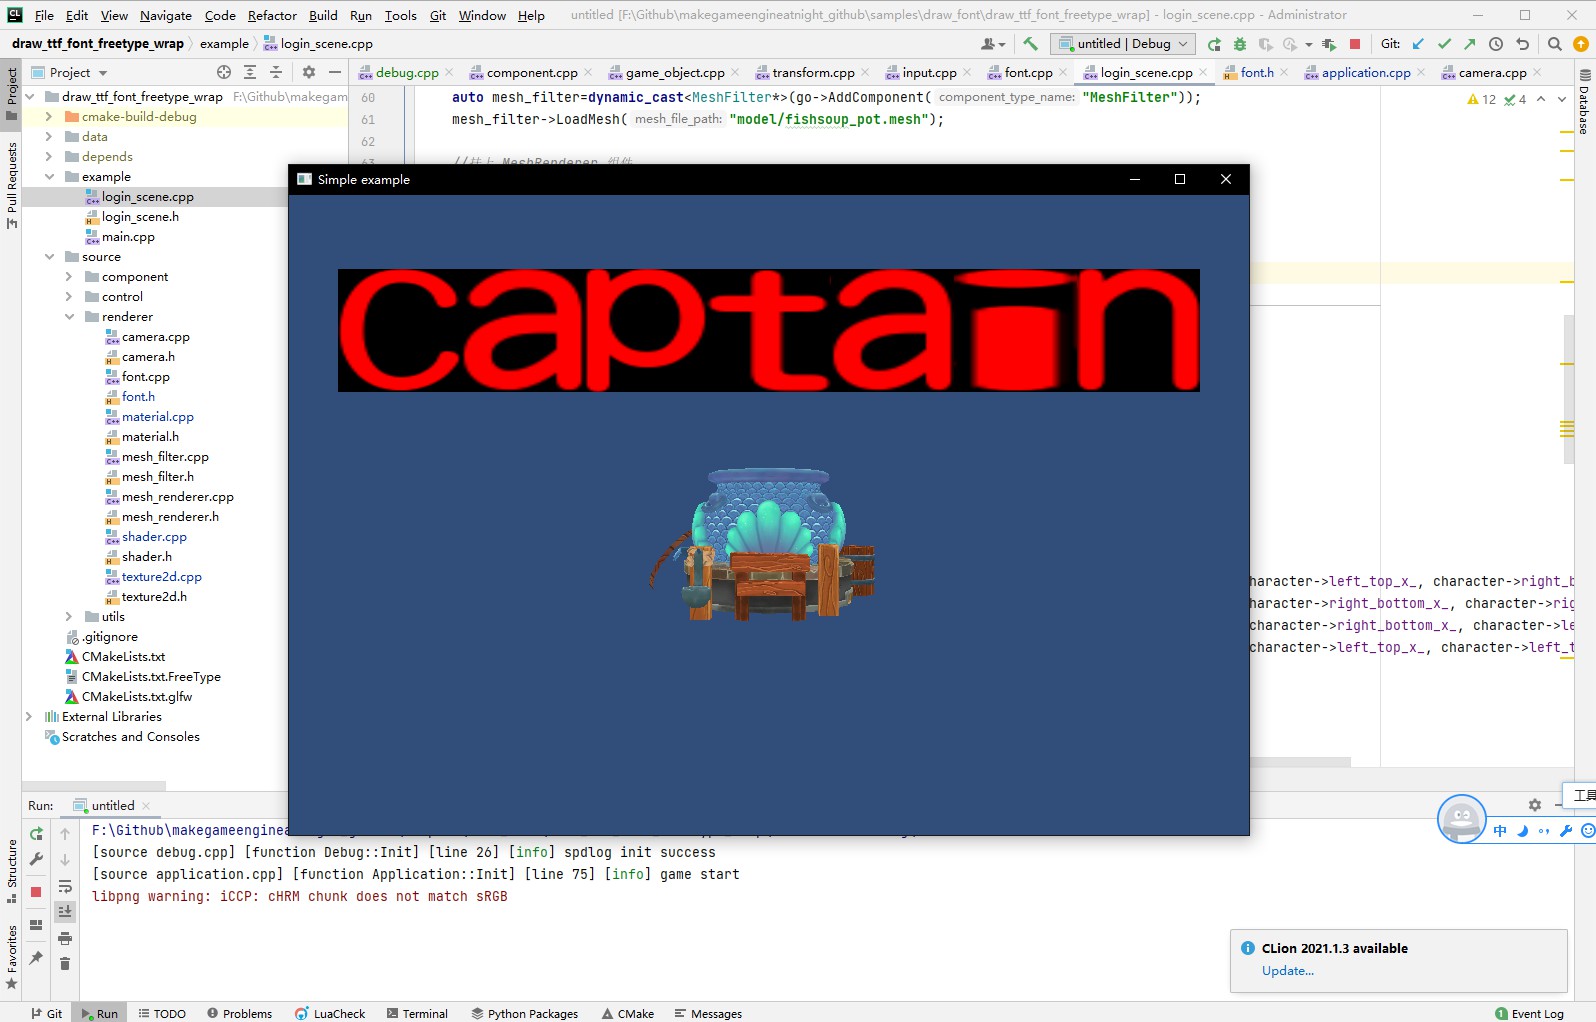 File Edit View Navigate Code Refactor Build Run Tools Git Window Help untitled [F:\Github\makegameengineatnight_github\samples\draw_font\draw_ttf_font_freetype_wrap] - login_scene.cpp - Administrator
draw_ttf_font_freetype_wrap example login_scene.cpp untitled | Debug Git:
Project debug.cpp component.cpp game_object.cpp transform.cpp input.cpp font.cpp login_scene.cpp font.h application.cpp camera.cpp
Project
Pull Requests
Structure
Favorites
Database
draw_ttf_font_freetype_wrap F:\Github\makegam
cmake-build-debug
data
depends
example
login_scene.cpp
login_scene.h
main.cpp
source
component
control
renderer
camera.cpp
camera.h
font.cpp
font.h
material.cpp
material.h
mesh_filter.cpp
mesh_filter.h
mesh_renderer.cpp
mesh_renderer.h
shader.cpp
shader.h
texture2d.cpp
texture2d.h
utils
.gitignore
CMakeLists.txt
CMakeLists.txt.FreeType
CMakeLists.txt.glfw
External Libraries
Scratches and Consoles
60 auto mesh_filter=dynamic_cast<MeshFilter*>(go->AddComponent( component_type_name: "MeshFilter"));
61 mesh_filter->LoadMesh( mesh_file_path: "model/fishsoup_pot.mesh");
62
12 4
Simple example
captain
haracter->left_top_x_, character->right_b
haracter->right_bottom_x_, character->rig
character->right_bottom_x_, character->le
character->left_top_x_, character->left_t
Run: untitled
F:\Github\makegameenginea
[source debug.cpp] [function Debug::Init] [line 26] [info] spdlog init success
[source application.cpp] [function Application::Init] [line 75] [info] game start
libpng warning: iCCP: cHRM chunk does not match sRGB
工具
中
CLion 2021.1.3 available
Update...
Git Run TODO Problems LuaCheck Terminal Python Packages CMake Messages 1 Event Log